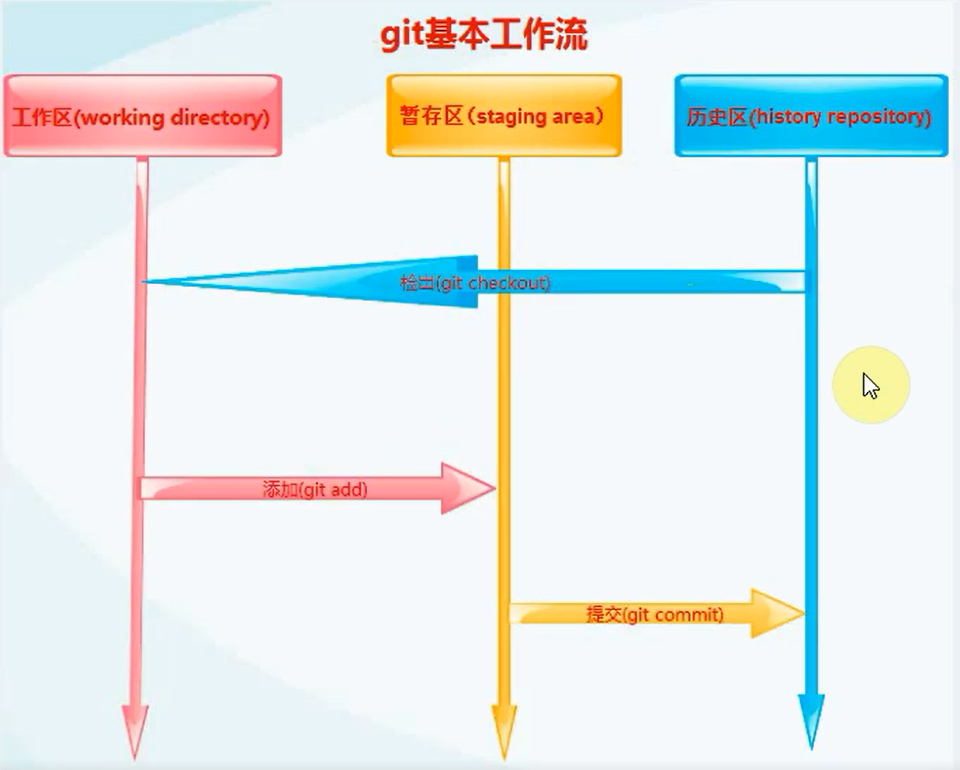 git基本工作流
工作区(working directory)
暂存区（staging area）
历史区(history repository)
检出(git checkout)
添加(git add)
提交(git commit)